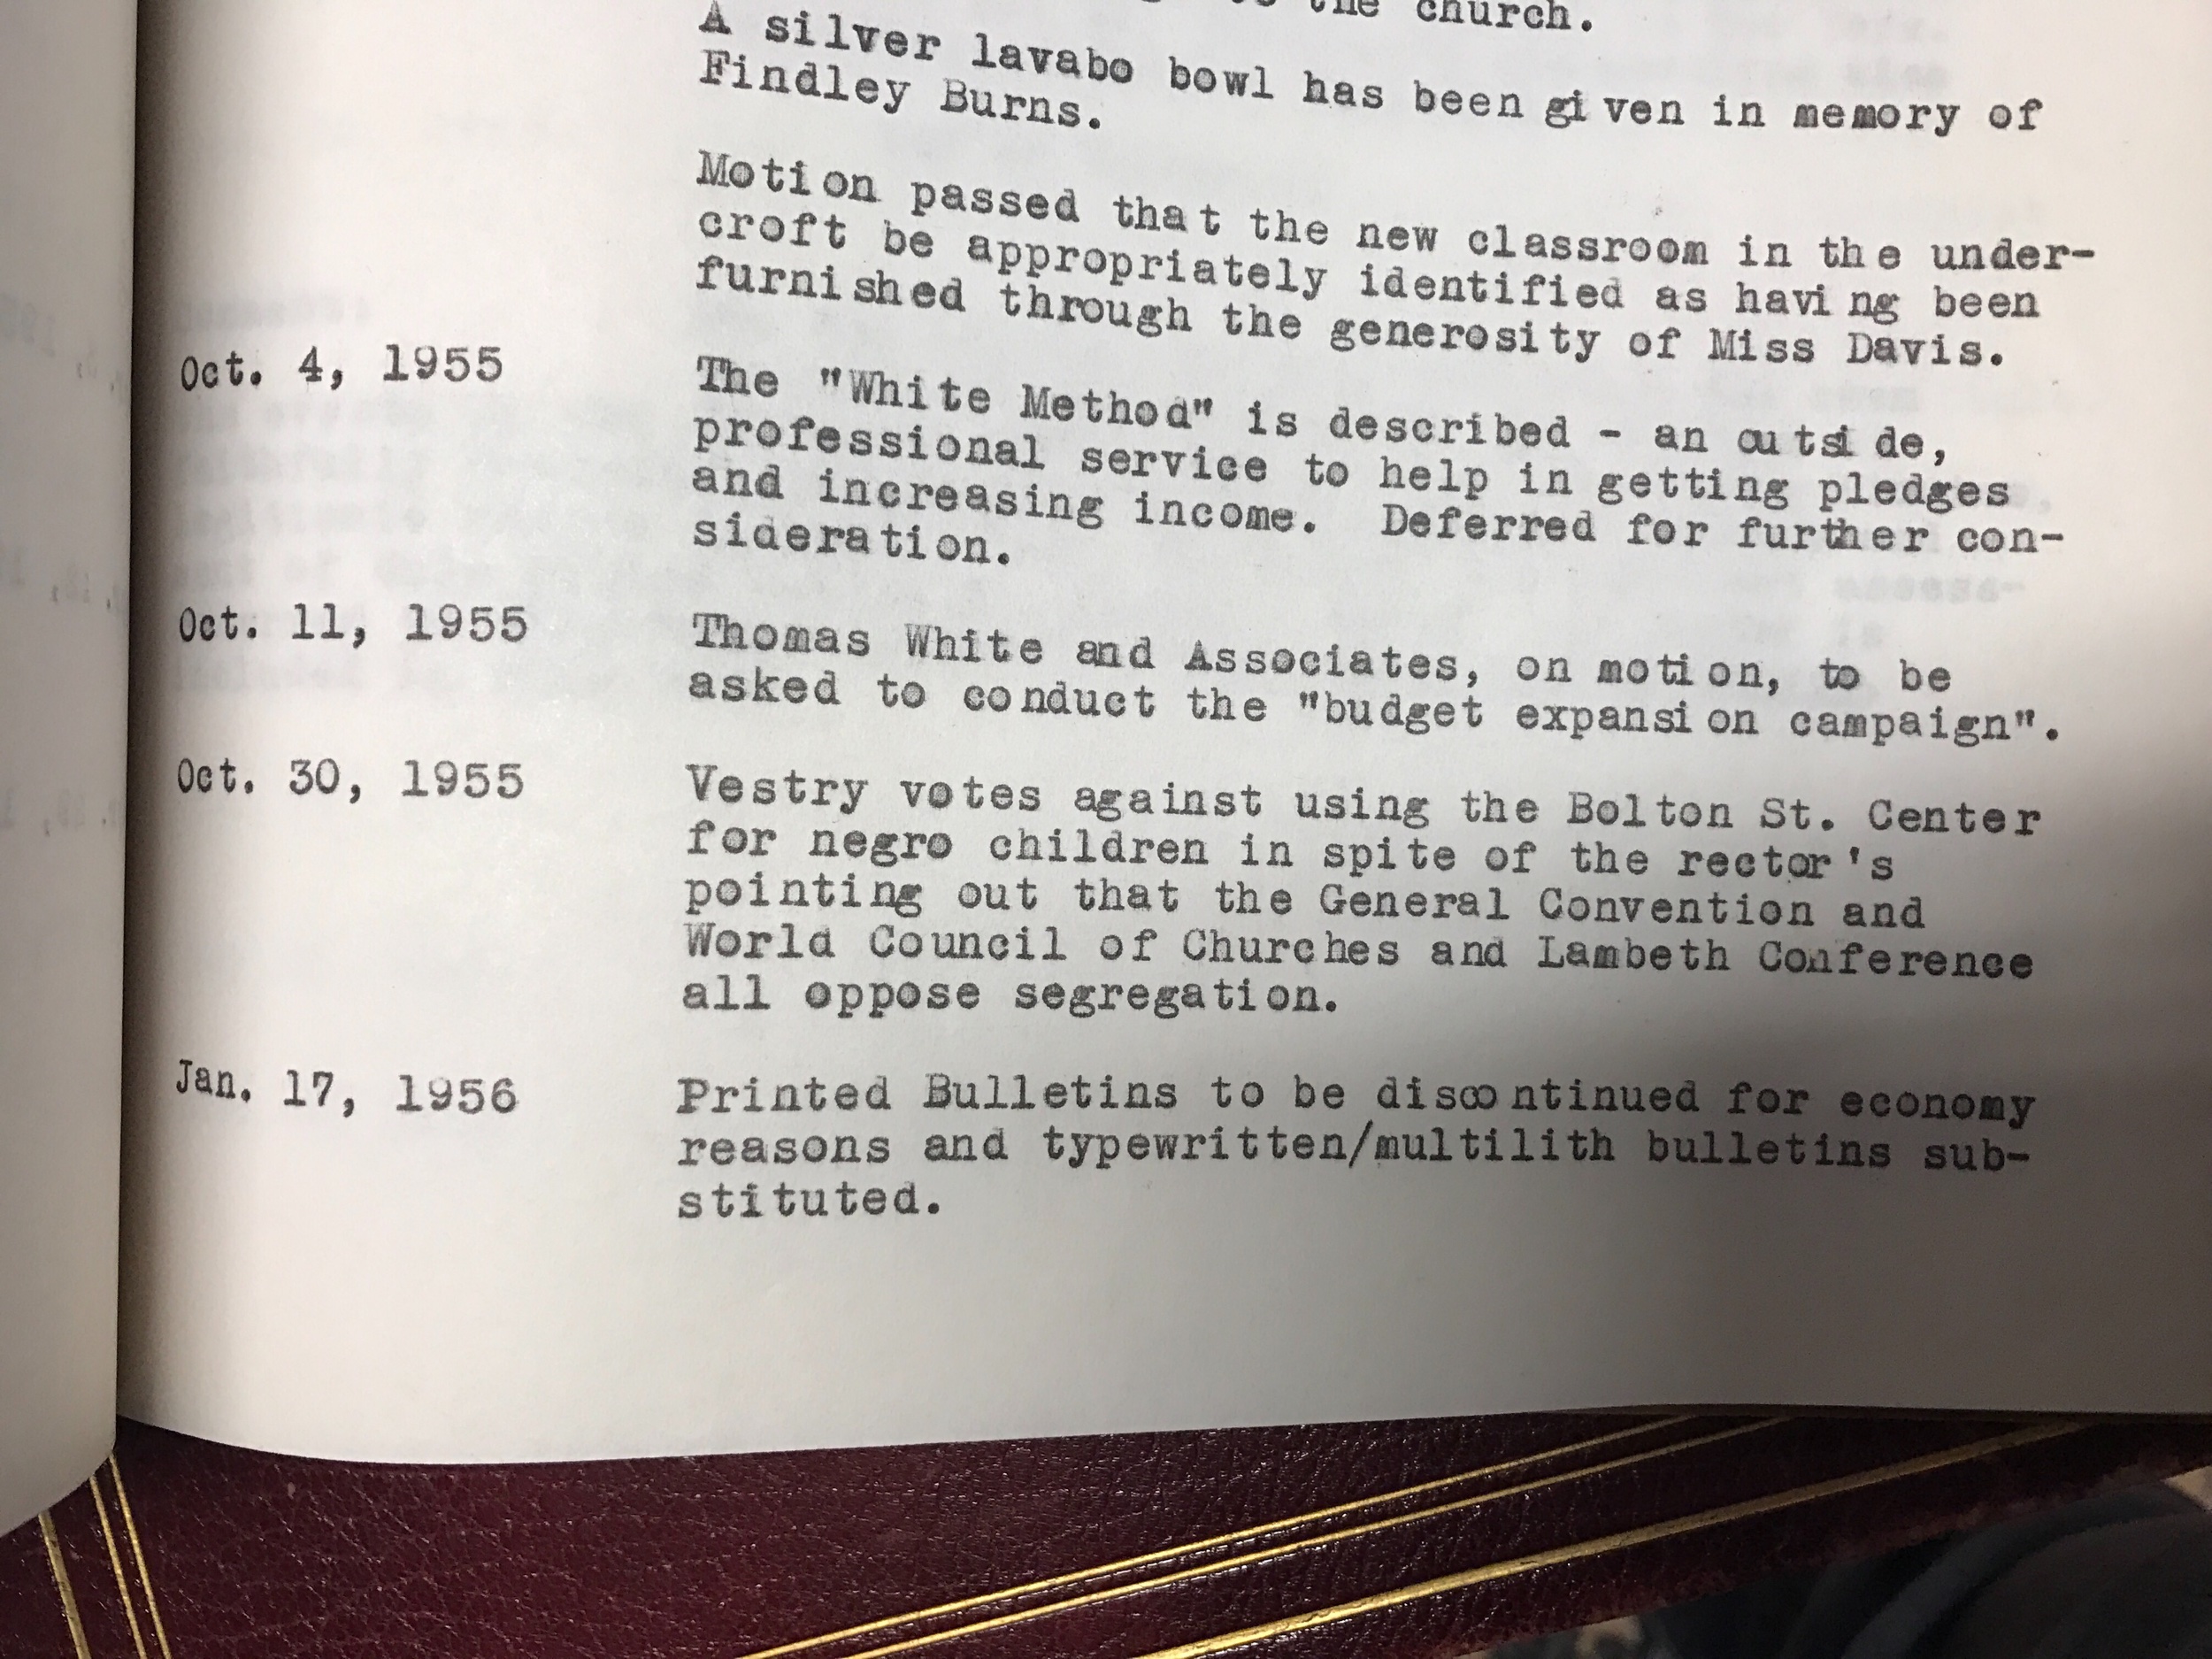 the church.
A silver lavabo bowl has been given in memory of
Findley Burns.
Motion passed that the new classroom in the under-
croft be appropriately identified as having been
furnished through the generosity of Miss Davis.
Oct. 4, 1955 The "White Method" is described - an outside,
professional service to help in getting pledges
and increasing income. Deferred for further con-
sideration.
Oct. 11, 1955 Thomas White and Associates, on motion, to be
asked to conduct the "budget expansion campaign".
Oct. 30, 1955 Vestry votes against using the Bolton St. Center
for negro children in spite of the rector's
pointing out that the General Convention and
World Council of Churches and Lambeth Conference
all oppose segregation.
Jan. 17, 1956 Printed Bulletins to be discontinued for economy
reasons and typewritten/multilith bulletins sub-
stituted.